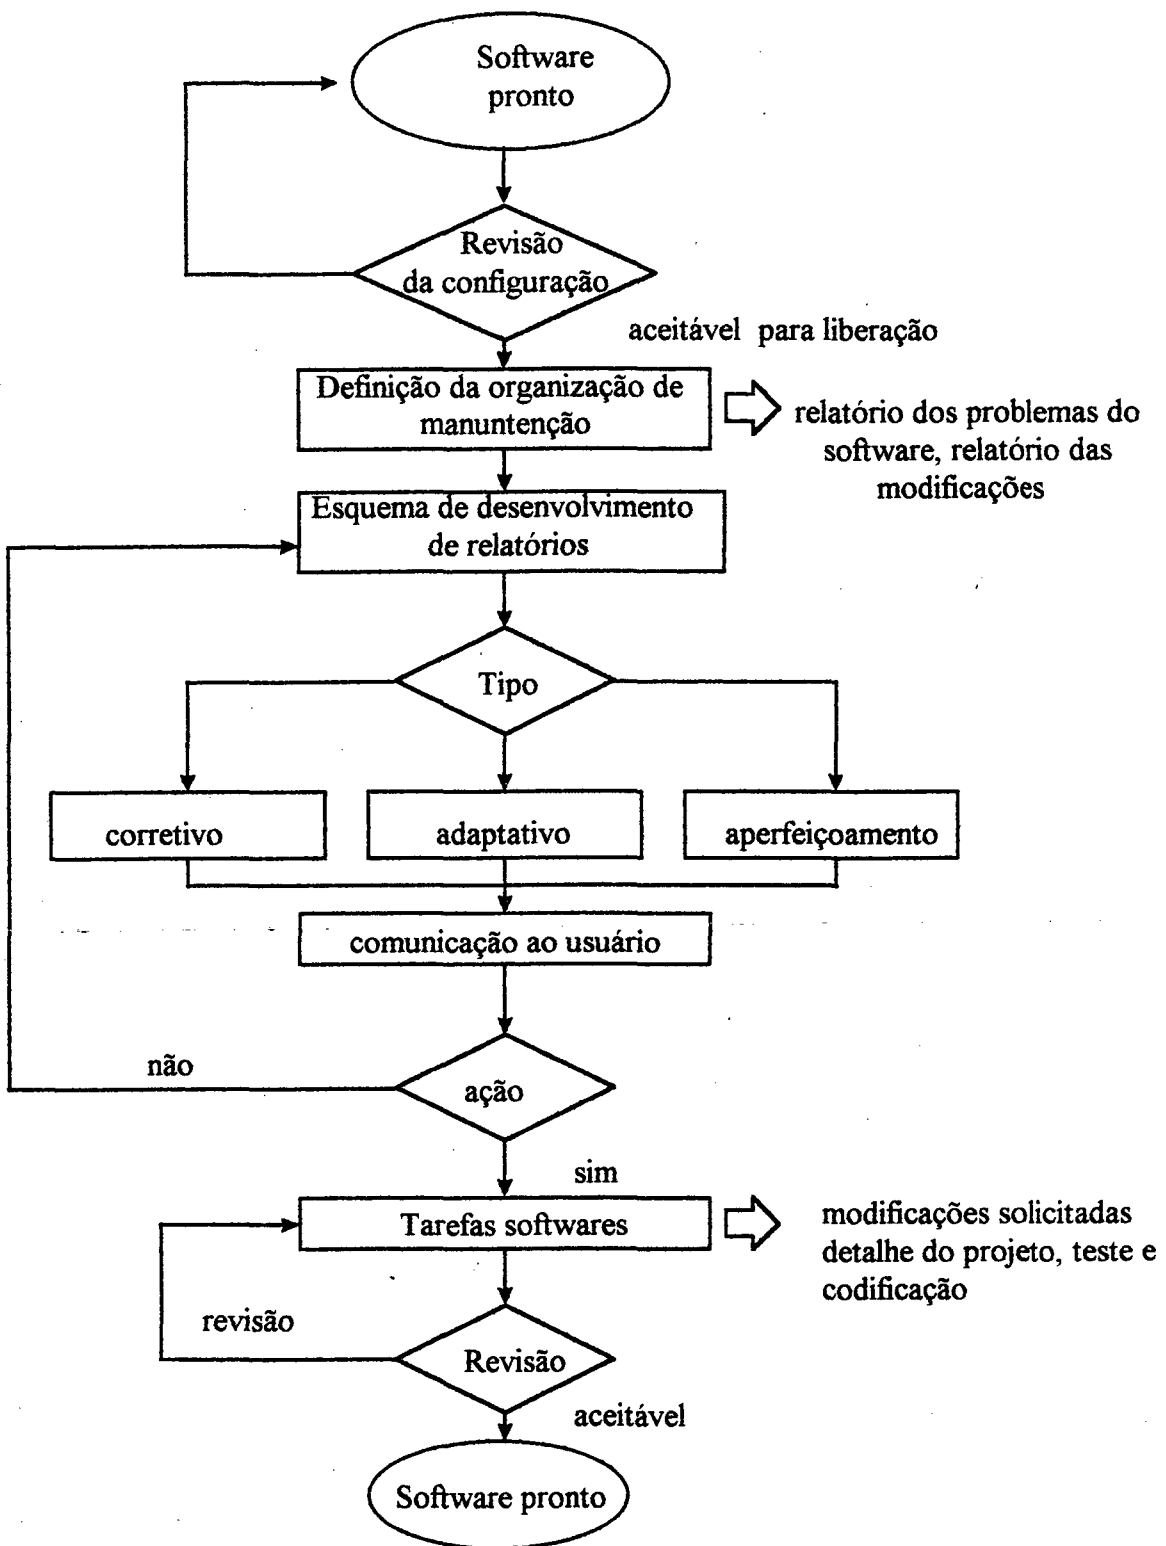 Software
pronto
Revisão
da configuração
aceitável para liberação
Definição da organização de
manuntenção
relatório dos problemas do
software, relatório das
modificações
Esquema de desenvolvimento
de relatórios
Tipo
corretivo
adaptativo
aperfeiçoamento
comunicação ao usuário
não
ação
sim
Tarefas softwares
modificações solicitadas
detalhe do projeto, teste e
codificação
revisão
Revisão
aceitável
Software pronto